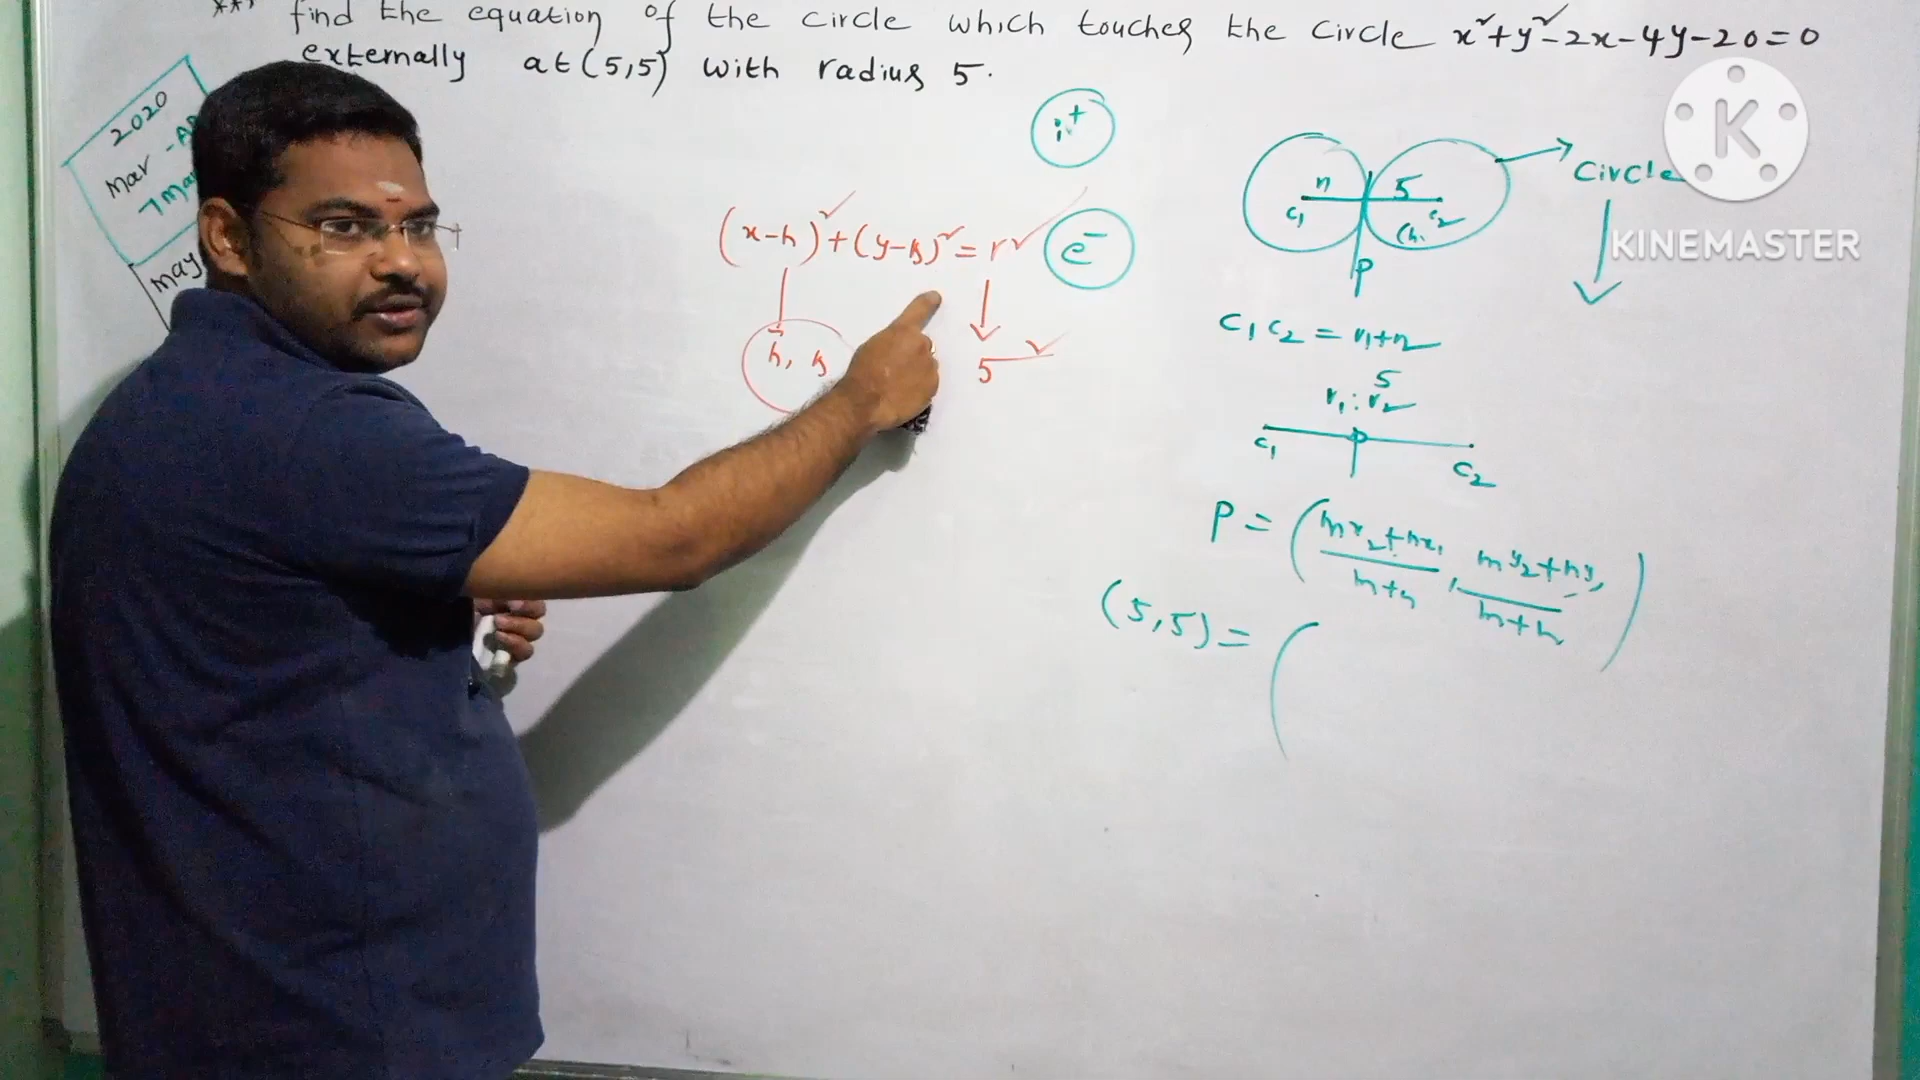 *** find the equation of the circle which touches the circle x²+y²-2x-4y-20=0
externally at (5,5) with radius 5.
2020
Mar
7 Ma
May
i+
(x-h)²+(y-k)²=r²
e-
h, k
5
r1
5
c1
c2
(h,
P
Circle
K
KINEMASTER
c1c2 = r1+r2
5
r1:r2
P
c1
c2
P = (mx2+nx1/m+n, my2+ny1/m+n)
(5,5) = (